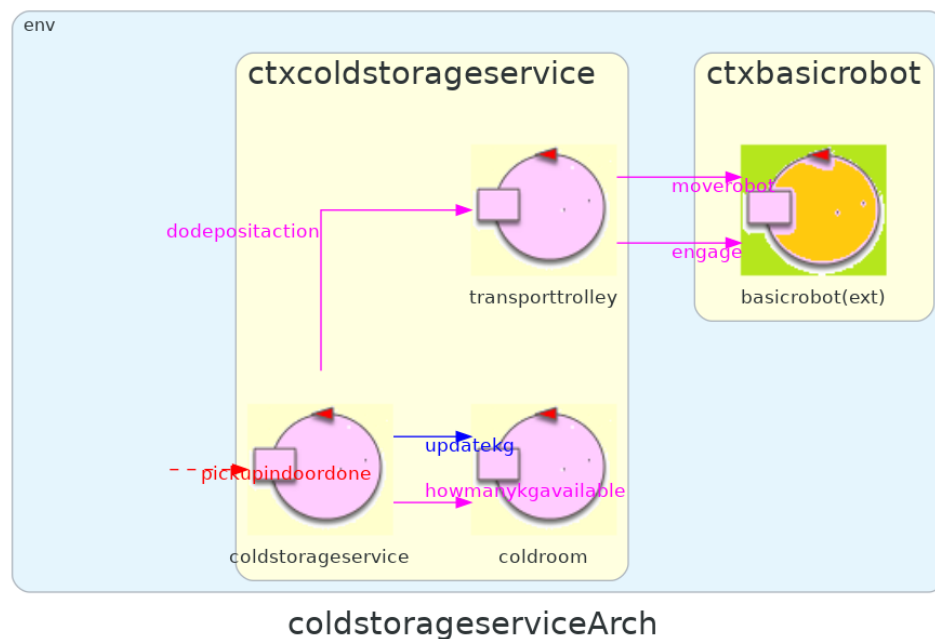 env
ctxcoldstorageservice
ctxbasicrobot
moverobot
dodepositaction
engage
transporttrolley
basicrobot(ext)
updatekg
pickupindoordone
howmanykgavailable
coldstorageservice
coldroom
coldstorageserviceArch